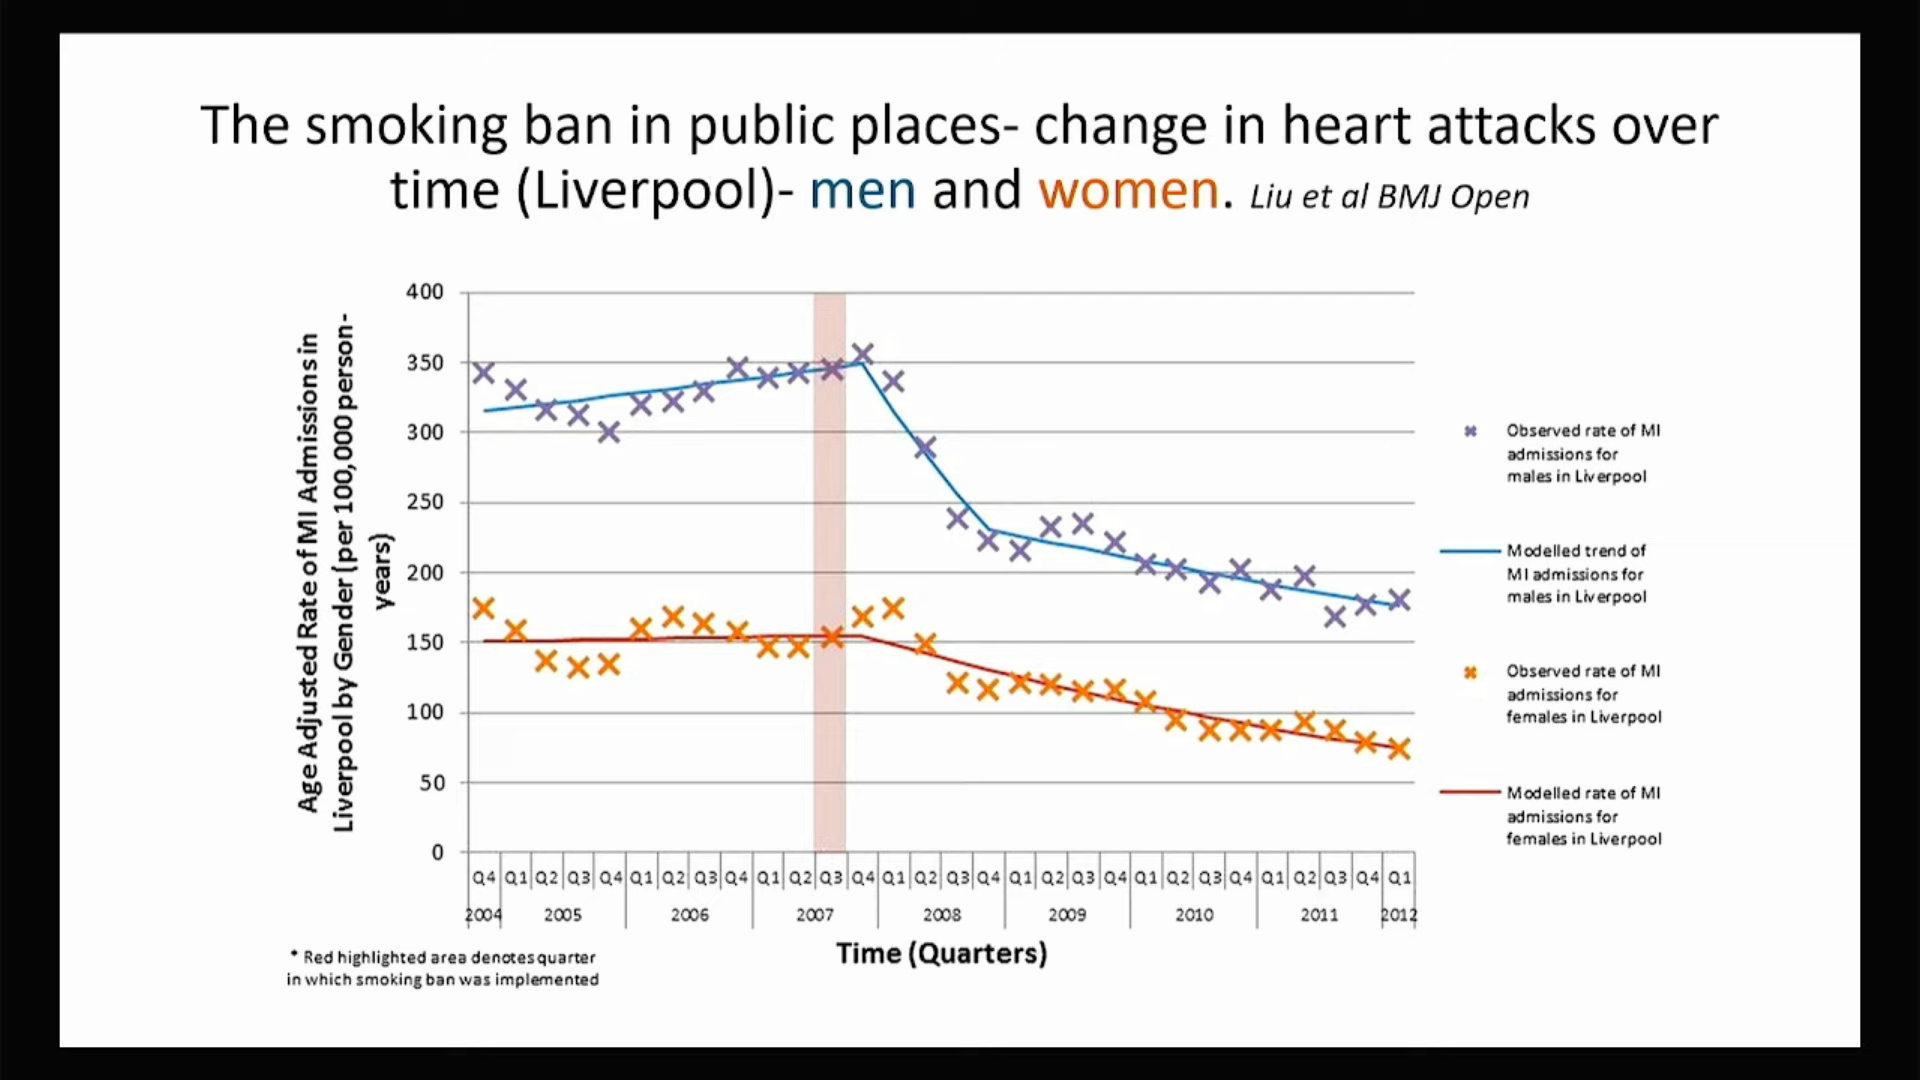 The smoking ban in public places- change in heart attacks over
time (Liverpool)- men and women. Liu et al BMJ Open
Age Adjusted Rate of MI Admissions in
Liverpool by Gender (per 100,000 person-
years)
400
350
300
250
200
150
100
50
0
Q4 Q1 Q2 Q3 Q4 Q1 Q2 Q3 Q4 Q1 Q2 Q3 Q4 Q1 Q2 Q3 Q4 Q1 Q2 Q3 Q4 Q1 Q2 Q3 Q4 Q1 Q2 Q3 Q4 Q1
2004 2005 2006 2007 2008 2009 2010 2011 2012
Time (Quarters)
* Red highlighted area denotes quarter
in which smoking ban was implemented
Observed rate of MI
admissions for
males in Liverpool
Modelled trend of
MI admissions for
males in Liverpool
Observed rate of MI
admissions for
females in Liverpool
Modelled rate of MI
admissions for
females in Liverpool